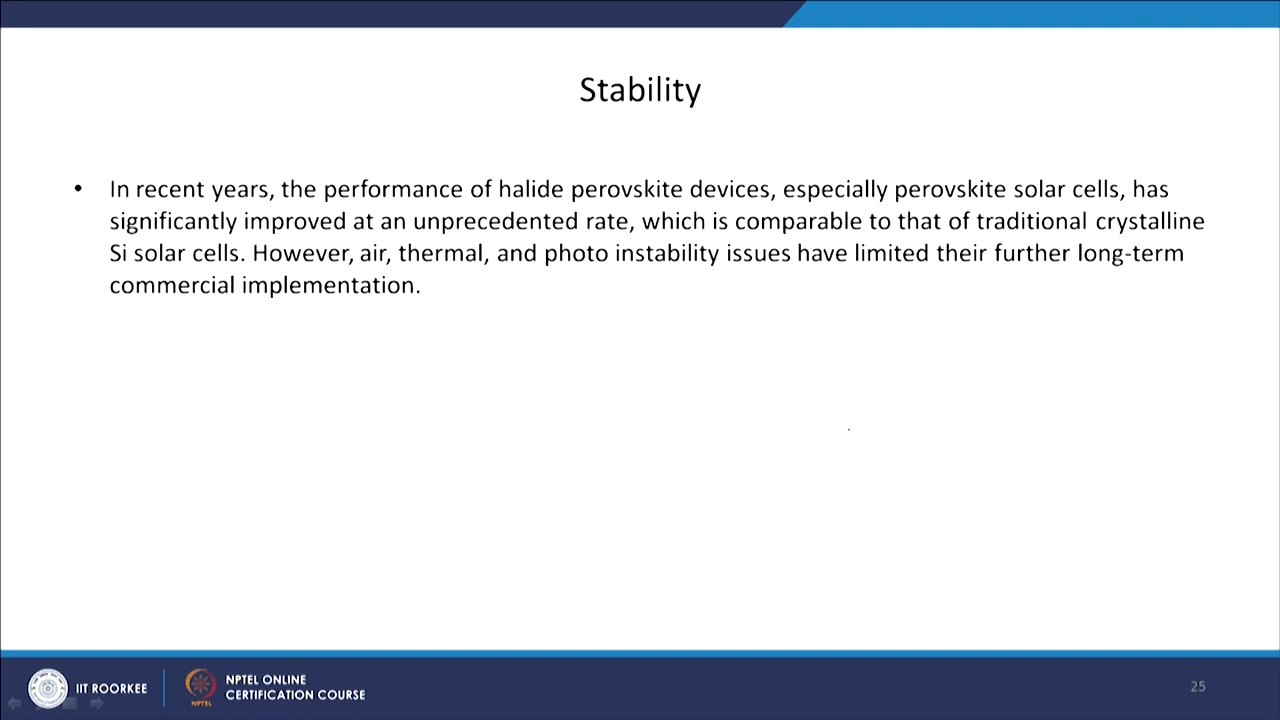 Stability
• In recent years, the performance of halide perovskite devices, especially perovskite solar cells, has
significantly improved at an unprecedented rate, which is comparable to that of traditional crystalline
Si solar cells. However, air, thermal, and photo instability issues have limited their further long-term
commercial implementation.
IIT ROORKEE
NPTEL
NPTEL ONLINE
CERTIFICATION COURSE
25